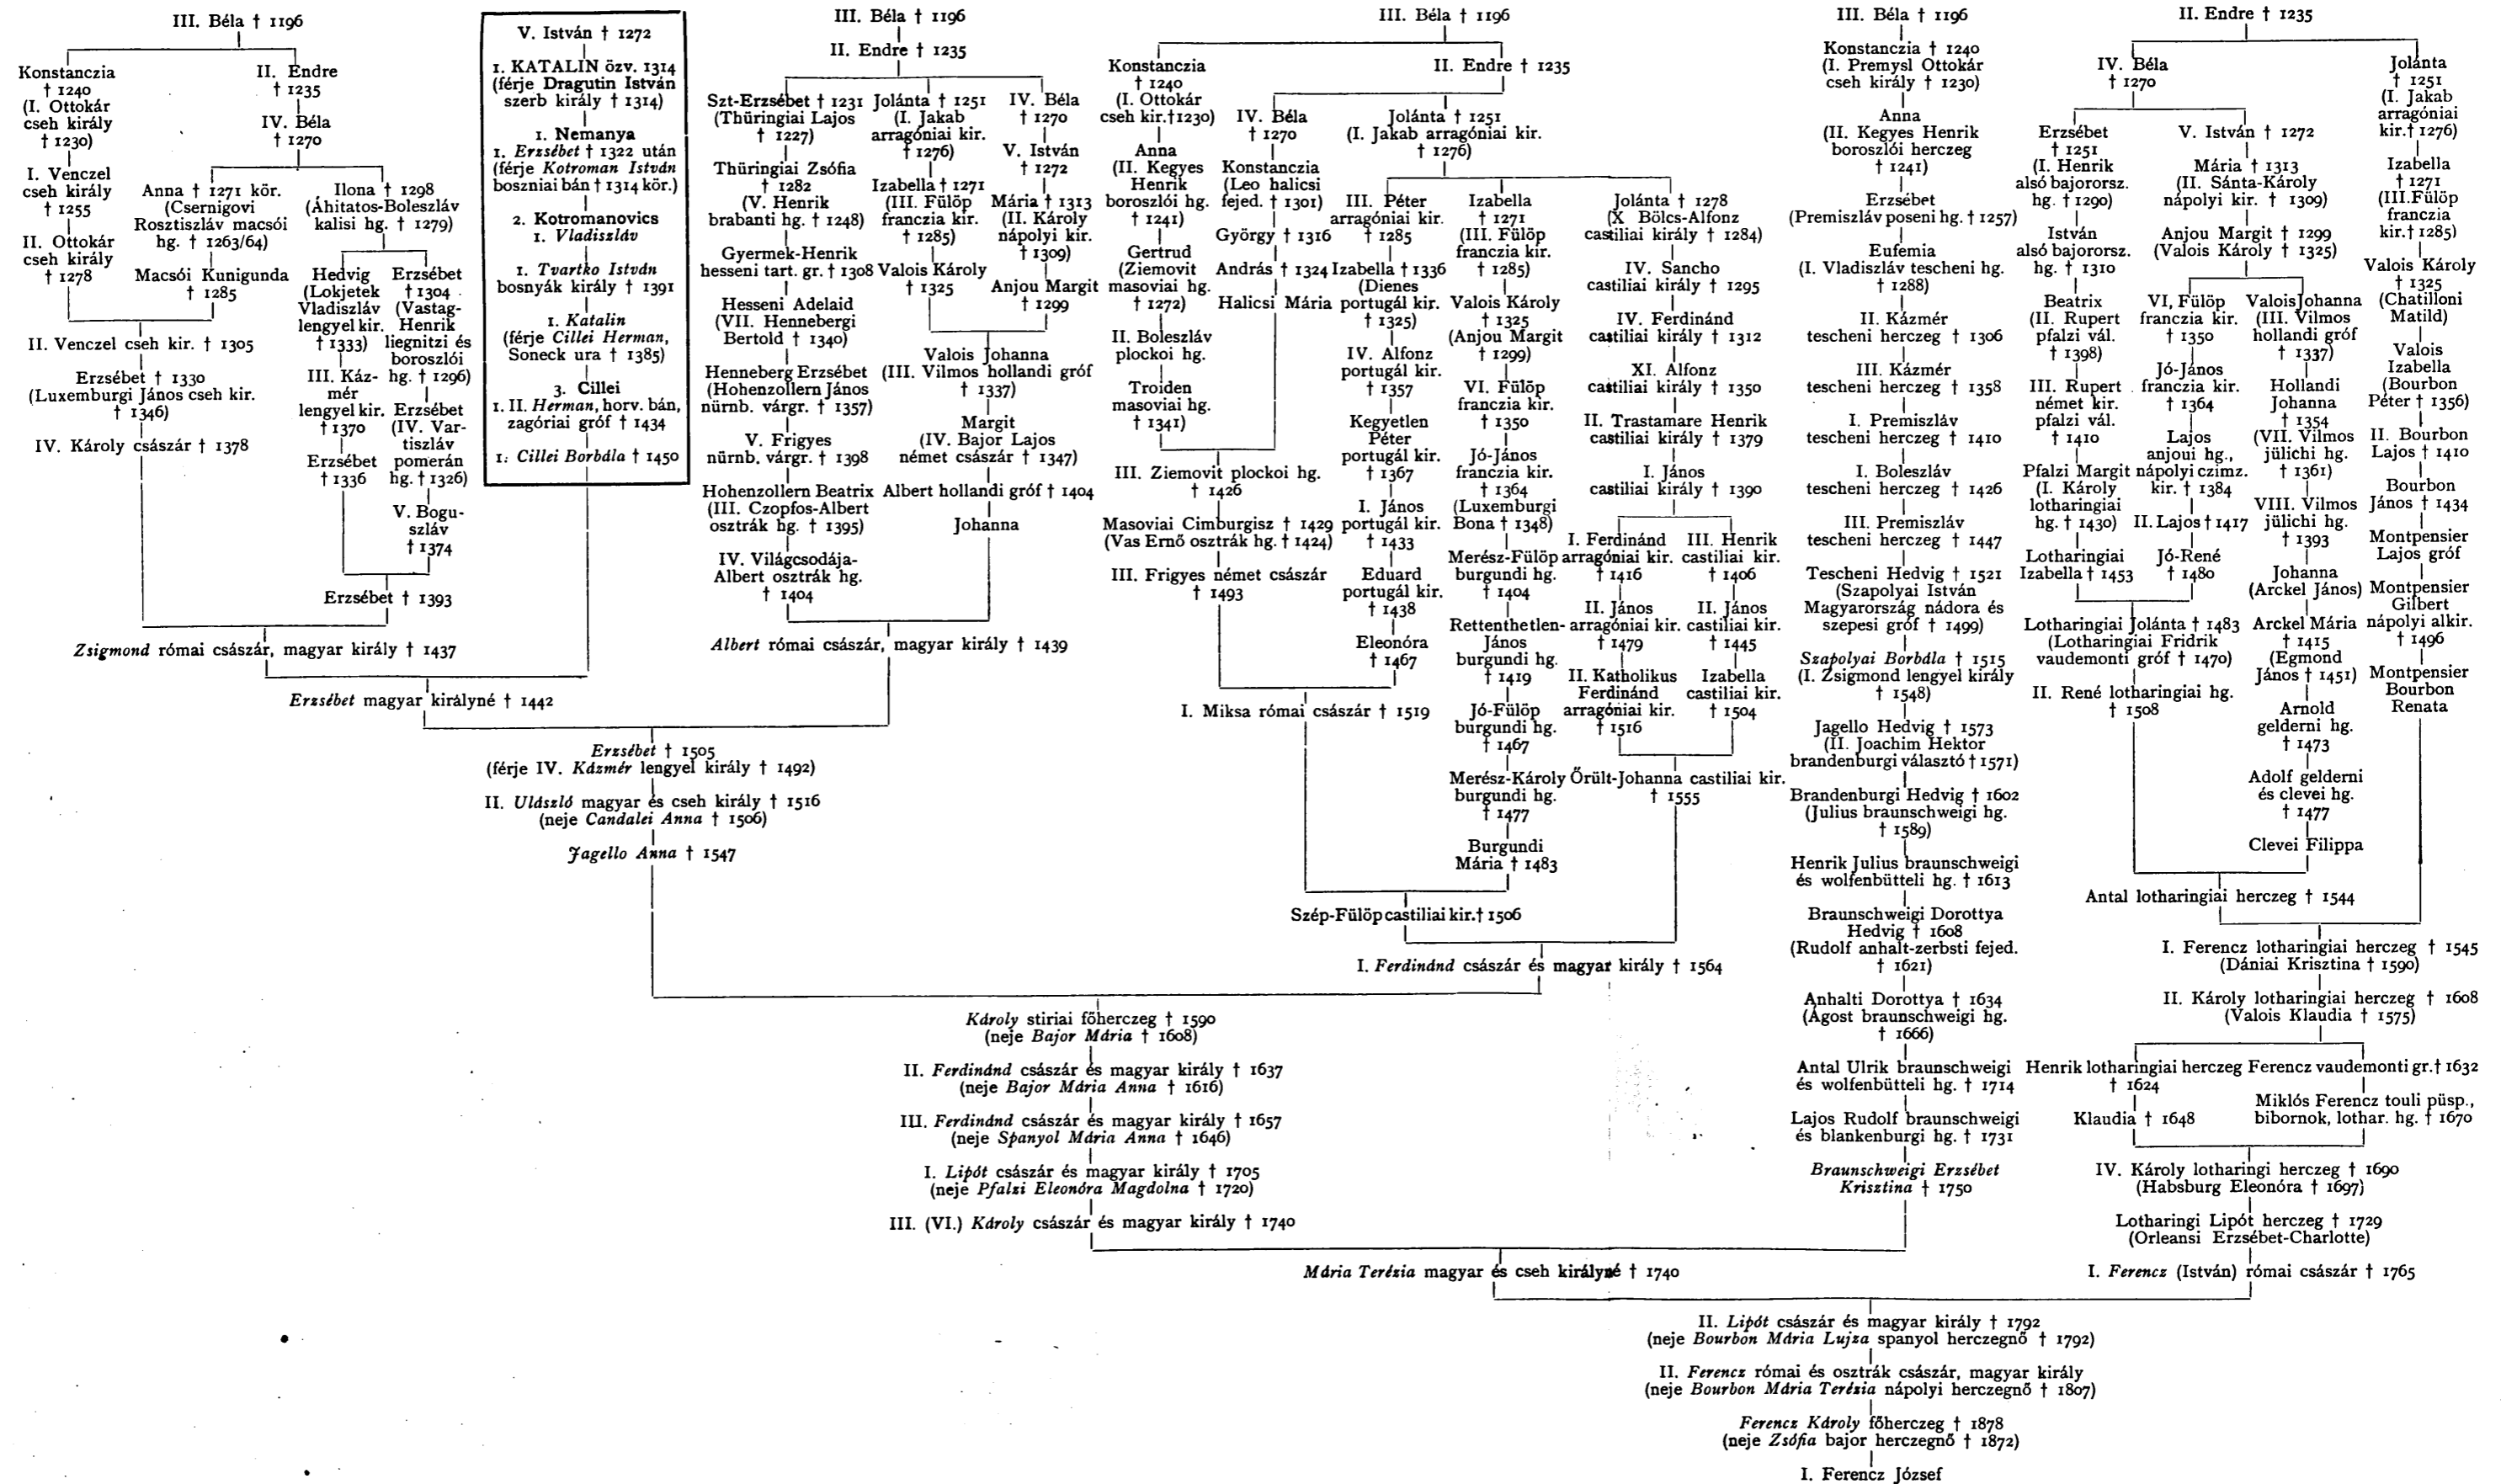 III. Béla † 1196
Konstanczia
† 1240
(I. Ottokár
cseh király
† 1230)
I. Venczel
cseh király
† 1255
II. Ottokár
cseh király
† 1278
II. Endre
† 1235
IV. Béla
† 1270
Anna † 1271 kör.
(Csernigovi
Rosztiszláv macsói
hg. † 1263/64)
Macsói Kunigunda
† 1285
Ilona † 1298
(Áhitatos-Boleszláv
kalisi hg. † 1279)
Hedvig
(Lokjetek
Vladiszláv
lengyel kir.
† 1333)
III. Káz-
mér
lengyel kir.
† 1370
Erzsébet
† 1336
Erzsébet
† 1304
(Vastag-
Henrik
liegnitzi és
boroszlói
hg. † 1296)
Erzsébet
(IV. Var-
tiszláv
pomerán
hg. † 1326)
V. Bogu-
szláv
† 1374
II. Venczel cseh kir. † 1305
Erzsébet † 1330
(Luxemburgi János cseh kir.
† 1346)
IV. Károly császár † 1378
Erzsébet † 1393
Zsigmond római császár, magyar király † 1437
V. István † 1272
1. KATALIN özv. 1314
(férje Dragutin István
szerb király † 1314)
1. Nemanya
1. Erzsébet † 1322 után
(férje Kotroman István
boszniai bán † 1314 kör.)
2. Kotromanovics
1. Vladiszláv
1. Tvartko István
bosnyák király † 1391
1. Katalin
(férje Cillei Herman,
Soneck ura † 1385)
3. Cillei
1. II. Herman, horv. bán,
zagóriai gróf † 1434
1. Cillei Borbála † 1450
Erzsébet magyar királyné † 1442
III. Béla † 1196
II. Endre † 1235
Szt-Erzsébet † 1231
(Thüringiai Lajos
† 1227)
Thüringiai Zsófia
† 1282
(V. Henrik
brabanti hg. † 1248)
Gyermek-Henrik
hesseni tart. gr. † 1308
Hesseni Adelaid
(VII. Hennebergi
Bertold † 1340)
Henneberg Erzsébet
(Hohenzollern János
nürnb. várgr. † 1357)
V. Frigyes
nürnb. várgr. † 1398
Hohenzollern Beatrix
(III. Czopfos-Albert
osztrák hg. † 1395)
IV. Világcsodája-
Albert osztrák hg.
† 1404
Jolánta † 1251
(I. Jakab
arragóniai kir.
† 1276)
Izabella † 1271
(III. Fülöp
franczia kir.
† 1285)
Valois Károly
† 1325
IV. Béla
† 1270
V. István
† 1272
Mária † 1313
(II. Károly
nápolyi kir.
† 1309)
Anjou Margit
† 1299
Valois Johanna
(III. Vilmos hollandi gróf
† 1337)
Margit
(IV. Bajor Lajos
német császár † 1347)
Albert hollandi gróf † 1404
Johanna
Albert római császár, magyar király † 1439
Erzsébet † 1505
(férje IV. Kázmér lengyel király † 1492)
II. Ulászló magyar és cseh király † 1516
(neje Candalei Anna † 1506)
Jagello Anna † 1547
III. Béla † 1196
Konstanczia
† 1240
(I. Ottokár
cseh kir. † 1230)
Anna
(II. Kegyes
Henrik
boroszlói hg.
† 1241)
Gertrud
(Ziemovit
masoviai hg.
† 1272)
II. Boleszláv
plockoi hg.
Troiden
masoviai hg.
† 1341)
II. Endre † 1235
IV. Béla
† 1270
Konstanczia
(Leo halicsi
fejed. † 1301)
György † 1316
András † 1324
Halicsi Mária
III. Ziemovit plockoi hg.
† 1426
Masoviai Cimburgisz † 1429
(Vas Ernő osztrák hg. † 1424)
III. Frigyes német császár
† 1493
Jolánta † 1251
(I. Jakab arragóniai kir.
† 1276)
III. Péter
arragóniai kir.
† 1285
Izabella † 1336
(Dienes
portugál kir.
† 1325)
IV. Alfonz
portugál kir.
† 1357
Kegyetlen
Péter
portugál kir.
† 1367
I. János
portugál kir.
† 1433
Eduard
portugál kir.
† 1438
Eleonóra
† 1467
I. Miksa római császár † 1519
Izabella
† 1271
(III. Fülöp
franczia kir.
† 1285)
Valois Károly
† 1325
(Anjou Margit
† 1299)
VI. Fülöp
franczia kir.
† 1350
Jó-János
franczia kir.
† 1364
(Luxemburgi
Bona † 1348)
Merész-Fülöp
burgundi hg.
† 1404
Rettenthetlen-
János
burgundi hg.
† 1419
Jó-Fülöp
burgundi hg.
† 1467
Merész-Károly
burgundi hg.
† 1477
Burgundi
Mária † 1483
Jolánta † 1278
(X Bölcs-Alfonz
castiliai király † 1284)
IV. Sancho
castiliai király † 1295
IV. Ferdinánd
castiliai király † 1312
XI. Alfonz
castiliai király † 1350
II. Trastamare Henrik
castiliai király † 1379
I. János
castiliai király † 1390
I. Ferdinánd
arragóniai kir.
† 1416
II. János
arragóniai kir.
† 1479
II. Katholikus
Ferdinánd
arragóniai kir.
† 1516
III. Henrik
castiliai kir.
† 1406
II. János
castiliai kir.
† 1445
Izabella
castiliai kir.
† 1504
Őrült-Johanna castiliai kir.
† 1555
Szép-Fülöp castiliai kir. † 1506
I. Ferdinánd császár és magyar király † 1564
Károly stiriai főherczeg † 1590
(neje Bajor Mária † 1608)
II. Ferdinánd császár és magyar király † 1637
(neje Bajor Mária Anna † 1616)
III. Ferdinánd császár és magyar király † 1657
(neje Spanyol Mária Anna † 1646)
I. Lipót császár és magyar király † 1705
(neje Pfalzi Eleonóra Magdolna † 1720)
III. (VI.) Károly császár és magyar király † 1740
III. Béla † 1196
Konstanczia † 1240
(I. Premysl Ottokár
cseh király † 1230)
Anna
(II. Kegyes Henrik
boroszlói herczeg
† 1241)
Erzsébet
(Premiszláv poseni hg. † 1257)
Eufemia
(I. Vladiszláv tescheni hg.
† 1288)
II. Kázmér
tescheni herczeg † 1306
III. Kázmér
tescheni herczeg † 1358
I. Premiszláv
tescheni herczeg † 1410
I. Boleszláv
tescheni herczeg † 1426
III. Premiszláv
tescheni herczeg † 1447
Tescheni Hedvig † 1521
(Szapolyai István
Magyarország nádora és
szepesi gróf † 1499)
Szapolyai Borbála † 1515
(I. Zsigmond lengyel király
† 1548)
Jagello Hedvig † 1573
(II. Joachim Hektor
brandenburgi választó † 1571)
Brandenburgi Hedvig † 1602
(Julius braunschweigi hg.
† 1589)
Henrik Julius braunschweigi
és wolfenbütteli hg. † 1613
Braunschweigi Dorottya
Hedvig † 1608
(Rudolf anhalt-zerbsti fejed.
† 1621)
Anhalti Dorottya † 1634
(Ágost braunschweigi hg.
† 1666)
Antal Ulrik braunschweigi
és wolfenbütteli hg. † 1714
Lajos Rudolf braunschweigi
és blankenburgi hg. † 1731
Braunschweigi Erzsébet
Krisztina † 1750
Mária Terézia magyar és cseh királyné † 1740
II. Endre † 1235
IV. Béla
† 1270
Erzsébet
† 1251
(I. Henrik
alsó bajororsz.
hg. † 1290)
István
alsó bajororsz.
hg. † 1310
Beatrix
(II. Rupert
pfalzi vál.
† 1398)
III. Rupert
német kir.
pfalzi vál.
† 1410
Pfalzi Margit
(I. Károly
lotharingiai
hg. † 1430)
Lotharingiai
Izabella † 1453
V. István † 1272
Mária † 1313
(II. Sánta-Károly
nápolyi kir. † 1309)
Anjou Margit † 1299
(Valois Károly † 1325)
VI, Fülöp
franczia kir.
† 1350
Jó-János
franczia kir.
† 1364
Lajos
anjoui hg.,
nápolyi czimz.
kir. † 1384
II. Lajos † 1417
Jó-René
† 1480
Valois Johanna
(III. Vilmos
hollandi gróf
† 1337)
Hollandi
Johanna
† 1354
(VII. Vilmos
jülichi hg.
† 1361)
VIII. Vilmos
jülichi hg.
† 1393
Johanna
(Arckel János)
Arckel Mária
† 1415
(Egmond
János † 1451)
Arnold
gelderni hg.
† 1473
Adolf gelderni
és clevei hg.
† 1477
Clevei Filippa
Lotharingiai Jolánta † 1483
(Lotharingiai Fridrik
vaudemonti gróf † 1470)
II. René lotharingiai hg.
† 1508
Jolánta
† 1251
(I. Jakab
arragóniai
kir. † 1276)
Izabella
† 1271
(III. Fülöp
franczia
kir. † 1285)
Valois Károly
† 1325
(Chatilloni
Matild)
Valois
Izabella
(Bourbon
Péter † 1356)
II. Bourbon
Lajos † 1410
Bourbon
János † 1434
Montpensier
Lajos gróf
Montpensier
Gilbert
nápolyi alkir.
† 1496
Montpensier
Bourbon
Renata
Antal lotharingiai herczeg † 1544
I. Ferencz lotharingiai herczeg † 1545
(Dániai Krisztina † 1590)
II. Károly lotharingiai herczeg † 1608
(Valois Klaudia † 1575)
Henrik lotharingiai herczeg
† 1624
Klaudia † 1648
Ferencz vaudemonti gr. † 1632
Miklós Ferencz touli püsp.,
bibornok, lothar. hg. † 1670
IV. Károly lotharingi herczeg † 1690
(Habsburg Eleonóra † 1697)
Lotharingi Lipót herczeg † 1729
(Orleansi Erzsébet-Charlotte)
I. Ferencz (István) római császár † 1765
II. Lipót császár és magyar király † 1792
(neje Bourbon Mária Lujza spanyol herczegnő † 1792)
II. Ferencz római és osztrák császár, magyar király
(neje Bourbon Mária Terézia nápolyi herczegnő † 1807)
Ferencz Károly főherczeg † 1878
(neje Zsófia bajor herczegnő † 1872)
I. Ferencz József